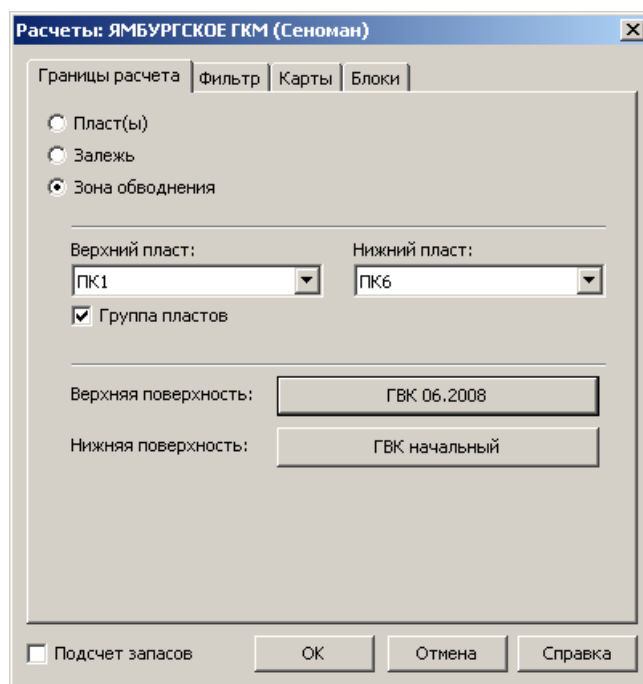 Расчеты: ЯМБУРГСКОЕ ГКМ (Сеноман)
Границы расчета Фильтр Карты Блоки
Пласт(ы)
Залежь
Зона обводнения
Верхний пласт: Нижний пласт:
ПК1 ПК6
Группа пластов
Верхняя поверхность: ГВК 06.2008
Нижняя поверхность: ГВК начальный
Подсчет запасов ОК Отмена Справка